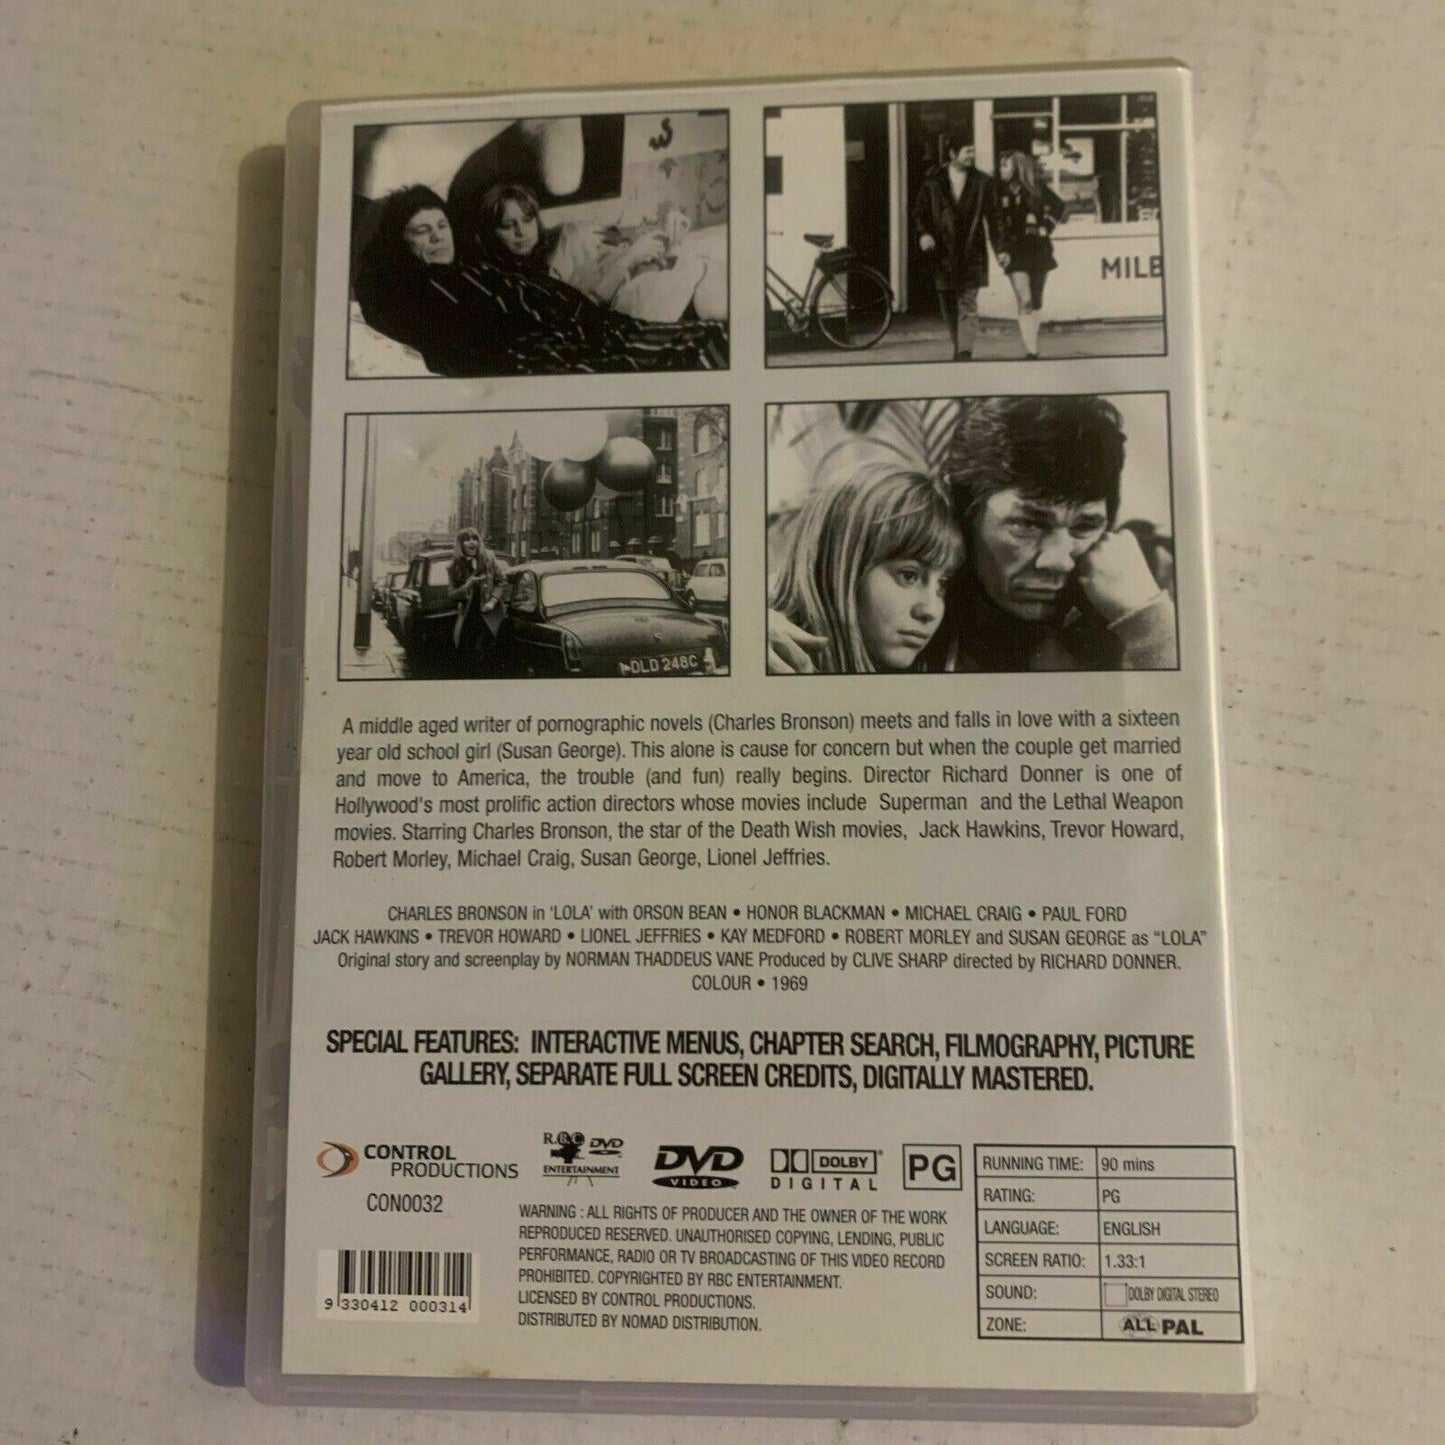 MILB
DLD 248C
A middle aged writer of pornographic novels (Charles Bronson) meets and falls in love with a sixteen
year old school girl (Susan George). This alone is cause for concern but when the couple get married
and move to America, the trouble (and fun) really begins. Director Richard Donner is one of
Hollywood's most prolific action directors whose movies include Superman and the Lethal Weapon
movies. Starring Charles Bronson, the star of the Death Wish movies, Jack Hawkins, Trevor Howard,
Robert Morley, Michael Craig, Susan George, Lionel Jeffries.
CHARLES BRONSON in 'LOLA' with ORSON BEAN • HONOR BLACKMAN • MICHAEL CRAIG • PAUL FORD
JACK HAWKINS • TREVOR HOWARD • LIONEL JEFFRIES • KAY MEDFORD • ROBERT MORLEY and SUSAN GEORGE as "LOLA"
Original story and screenplay by NORMAN THADDEUS VANE Produced by CLIVE SHARP directed by RICHARD DONNER.
COLOUR • 1969
SPECIAL FEATURES: INTERACTIVE MENUS, CHAPTER SEARCH, FILMOGRAPHY, PICTURE
GALLERY, SEPARATE FULL SCREEN CREDITS, DIGITALLY MASTERED.
CONTROL
PRODUCTIONS
CON0032
R.B.C DVD
ENTERTAINMENT
DVD
VIDEO
DOLBY
DIGITAL
PG
WARNING : ALL RIGHTS OF PRODUCER AND THE OWNER OF THE WORK
REPRODUCED RESERVED. UNAUTHORISED COPYING, LENDING, PUBLIC
PERFORMANCE, RADIO OR TV BROADCASTING OF THIS VIDEO RECORD
PROHIBITED. COPYRIGHTED BY RBC ENTERTAINMENT.
LICENSED BY CONTROL PRODUCTIONS.
DISTRIBUTED BY NOMAD DISTRIBUTION.
9 330412 000314
RUNNING TIME: 90 mins
RATING: PG
LANGUAGE: ENGLISH
SCREEN RATIO: 1.33:1
SOUND: DOLBY DIGITAL STEREO
ZONE: ALL PAL